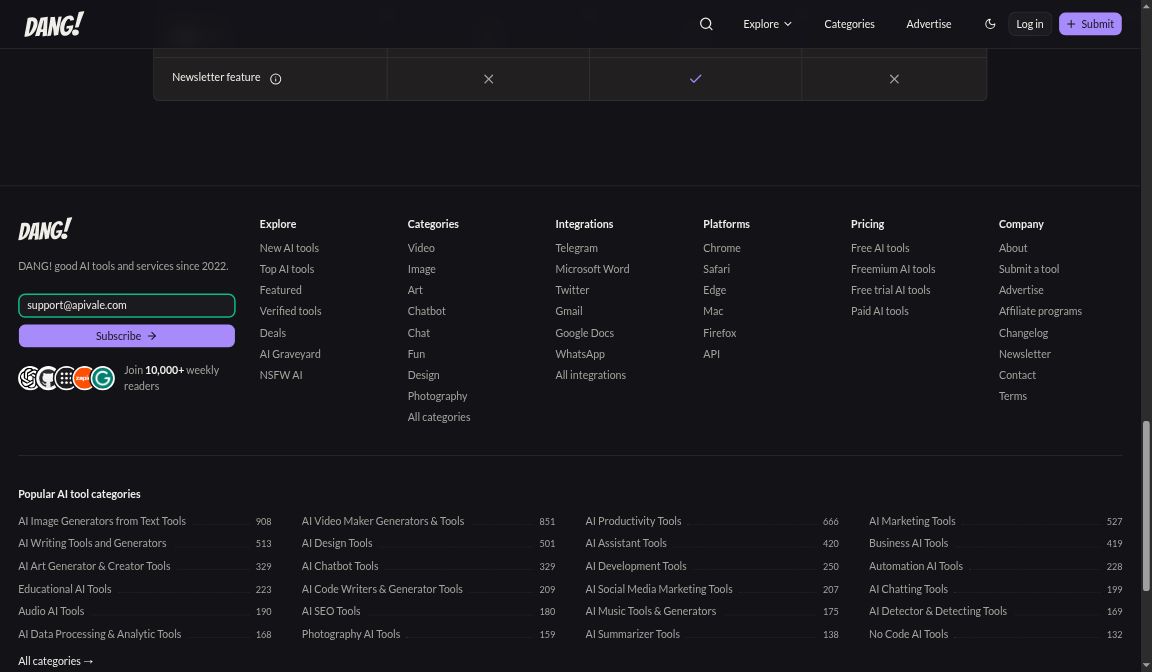 DANG!
Explore
Categories
Advertise
Log in
+ Submit
Newsletter feature
DANG!
DANG! good AI tools and services since 2022.
support@apivale.com
Subscribe →
Join 10,000+ weekly
readers
Explore
New AI tools
Top AI tools
Featured
Verified tools
Deals
AI Graveyard
NSFW AI
Categories
Video
Image
Art
Chatbot
Chat
Fun
Design
Photography
All categories
Integrations
Telegram
Microsoft Word
Twitter
Gmail
Google Docs
WhatsApp
All integrations
Platforms
Chrome
Safari
Edge
Mac
Firefox
API
Pricing
Free AI tools
Freemium AI tools
Free trial AI tools
Paid AI tools
Company
About
Submit a tool
Advertise
Affiliate programs
Changelog
Newsletter
Contact
Terms
Popular AI tool categories
AI Image Generators from Text Tools 908
AI Writing Tools and Generators 513
AI Art Generator & Creator Tools 329
Educational AI Tools 223
Audio AI Tools 190
AI Data Processing & Analytic Tools 168
AI Video Maker Generators & Tools 851
AI Design Tools 501
AI Chatbot Tools 329
AI Code Writers & Generator Tools 209
AI SEO Tools 180
Photography AI Tools 159
AI Productivity Tools 666
AI Assistant Tools 420
AI Development Tools 250
AI Social Media Marketing Tools 207
AI Music Tools & Generators 175
AI Summarizer Tools 138
AI Marketing Tools 527
Business AI Tools 419
Automation AI Tools 228
AI Chatting Tools 199
AI Detector & Detecting Tools 169
No Code AI Tools 132
All categories →